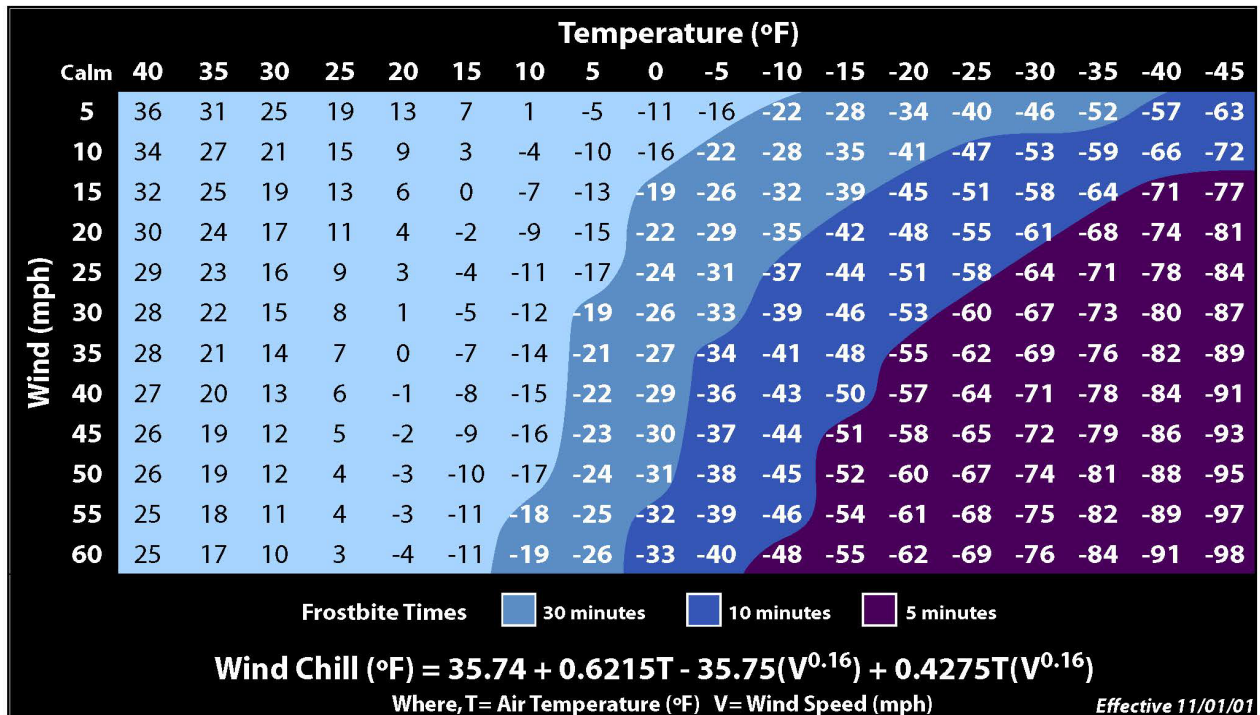 Temperature (ºF)
Calm 40 35 30 25 20 15 10 5 0 -5 -10 -15 -20 -25 -30 -35 -40 -45
Wind (mph)
5 36 31 25 19 13 7 1 -5 -11 -16 -22 -28 -34 -40 -46 -52 -57 -63
10 34 27 21 15 9 3 -4 -10 -16 -22 -28 -35 -41 -47 -53 -59 -66 -72
15 32 25 19 13 6 0 -7 -13 -19 -26 -32 -39 -45 -51 -58 -64 -71 -77
20 30 24 17 11 4 -2 -9 -15 -22 -29 -35 -42 -48 -55 -61 -68 -74 -81
25 29 23 16 9 3 -4 -11 -17 -24 -31 -37 -44 -51 -58 -64 -71 -78 -84
30 28 22 15 8 1 -5 -12 -19 -26 -33 -39 -46 -53 -60 -67 -73 -80 -87
35 28 21 14 7 0 -7 -14 -21 -27 -34 -41 -48 -55 -62 -69 -76 -82 -89
40 27 20 13 6 -1 -8 -15 -22 -29 -36 -43 -50 -57 -64 -71 -78 -84 -91
45 26 19 12 5 -2 -9 -16 -23 -30 -37 -44 -51 -58 -65 -72 -79 -86 -93
50 26 19 12 4 -3 -10 -17 -24 -31 -38 -45 -52 -60 -67 -74 -81 -88 -95
55 25 18 11 4 -3 -11 -18 -25 -32 -39 -46 -54 -61 -68 -75 -82 -89 -97
60 25 17 10 3 -4 -11 -19 -26 -33 -40 -48 -55 -62 -69 -76 -84 -91 -98
Frostbite Times 30 minutes 10 minutes 5 minutes
Wind Chill (ºF) = 35.74 + 0.6215T - 35.75(V^0.16) + 0.4275T(V^0.16)
Where, T= Air Temperature (ºF) V= Wind Speed (mph) Effective 11/01/01